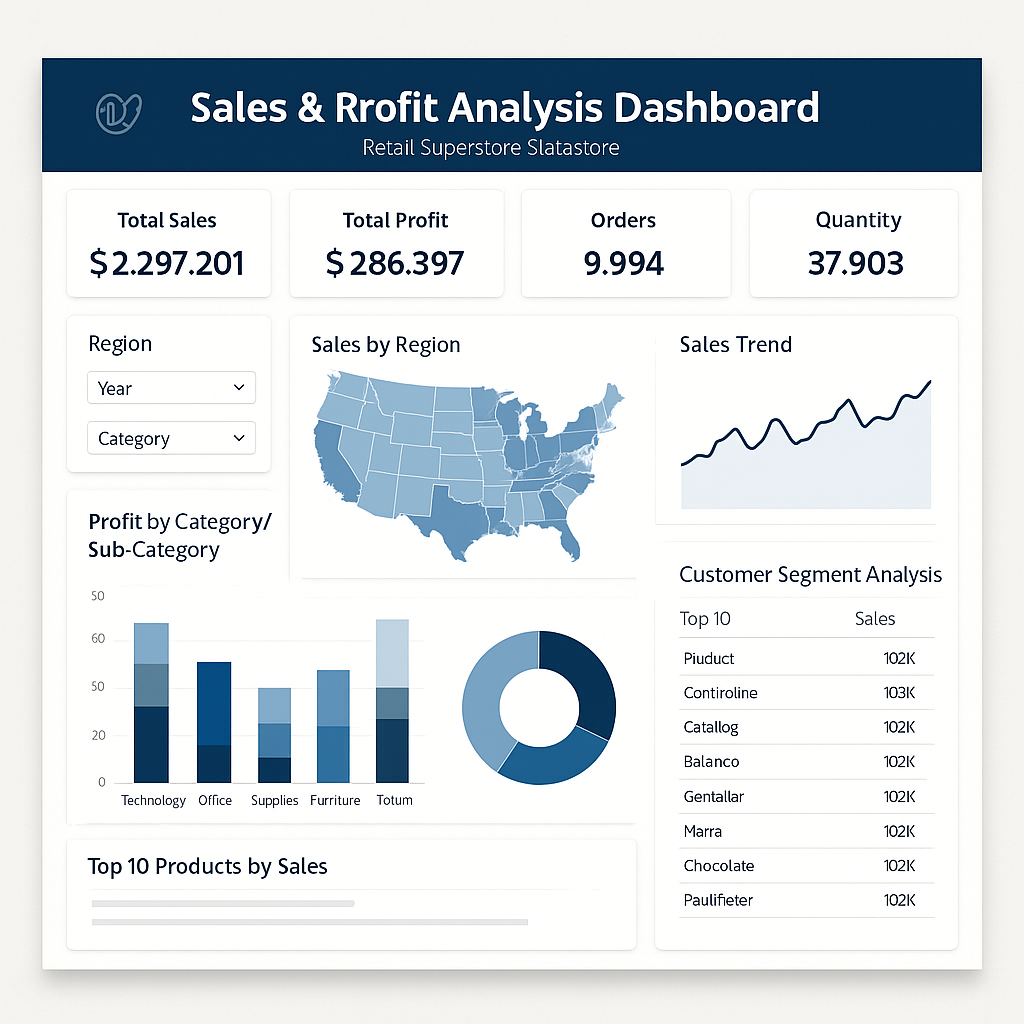 Sales & Rrofit Analysis Dashboard
Retail Superstore Slatastore
Total Sales
$2.297.201
Total Profit
$286.397
Orders
9.994
Quantity
37.903
Region
Year
Category
Sales by Region
Sales Trend
Profit by Category/
Sub-Category
50
60
50
20
0
Technology Office Supplies Furriture Totum
Customer Segment Analysis
Top 10 Sales
Piuduct 102K
Contiroline 103K
Catallog 102K
Balanco 102K
Gentallar 102K
Marra 102K
Chocolate 102K
Paulifieter 102K
Top 10 Products by Sales